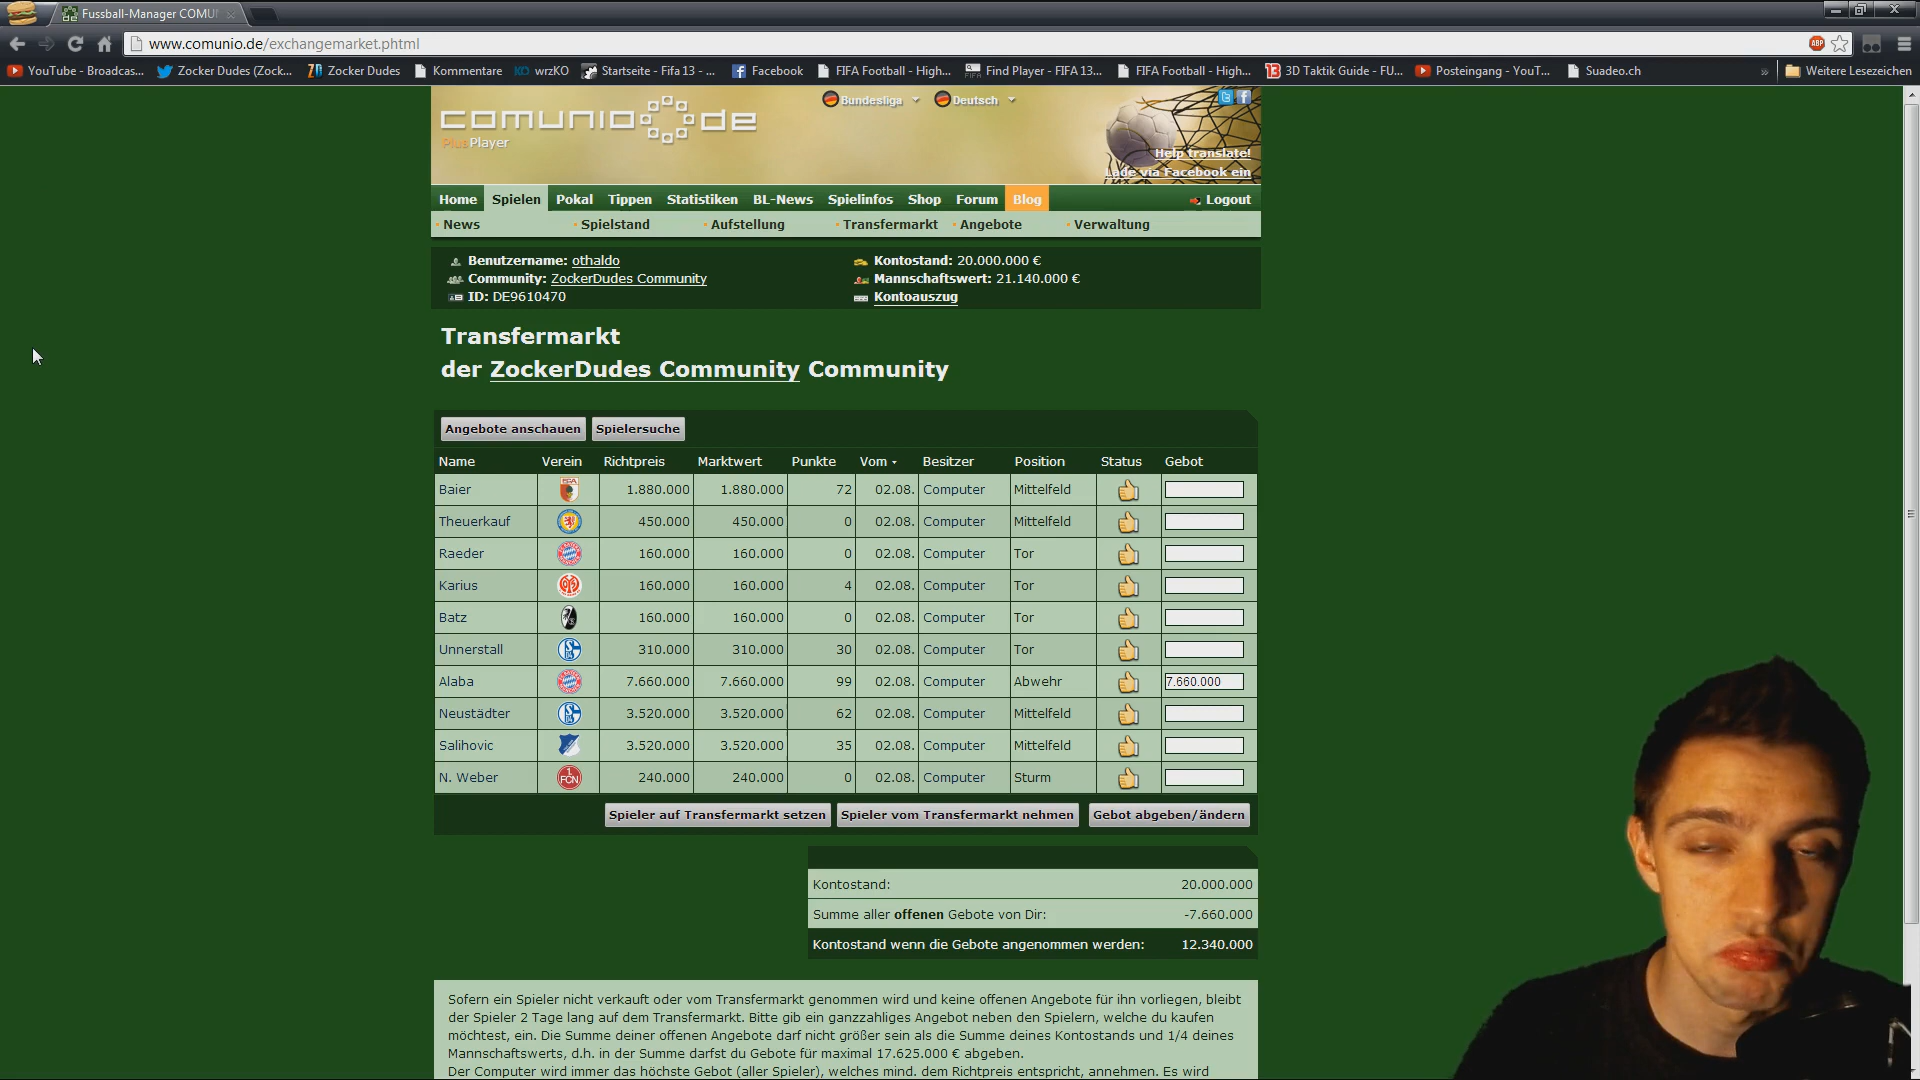 Fussball-Manager COMUN
www.comunio.de/exchangemarket.phtml
ABP
YouTube - Broadcas... Zocker Dudes (Zock... Zocker Dudes Kommentare wrzKO Startseite - Fifa 13 - ... Facebook FIFA Football - High... Find Player - FIFA 13... FIFA Football - High... 3D Taktik Guide - FU... Posteingang - YouT... Suadeo.ch » Weitere Lesezeichen
Bundesliga Deutsch
comunio de
PlusPlayer
Help translate!
Lade via Facebook ein
Home Spielen Pokal Tippen Statistiken BL-News Spielinfos Shop Forum Blog Logout
News Spielstand Aufstellung Transfermarkt Angebote Verwaltung
Benutzername: othaldo Kontostand: 20.000.000 €
Community: ZockerDudes Community Mannschaftswert: 21.140.000 €
ID: DE9610470 Kontoauszug
Transfermarkt
der ZockerDudes Community Community
Angebote anschauen Spielersuche
Name Verein Richtpreis Marktwert Punkte Vom Besitzer Position Status Gebot
Baier 1.880.000 1.880.000 72 02.08. Computer Mittelfeld
Theuerkauf 450.000 450.000 0 02.08. Computer Mittelfeld
Raeder 160.000 160.000 0 02.08. Computer Tor
Karius 160.000 160.000 4 02.08. Computer Tor
Batz 160.000 160.000 0 02.08. Computer Tor
Unnerstall 310.000 310.000 30 02.08. Computer Tor
Alaba 7.660.000 7.660.000 99 02.08. Computer Abwehr 7.660.000
Neustädter 3.520.000 3.520.000 62 02.08. Computer Mittelfeld
Salihovic 3.520.000 3.520.000 35 02.08. Computer Mittelfeld
N. Weber 240.000 240.000 0 02.08. Computer Sturm
Spieler auf Transfermarkt setzen Spieler vom Transfermarkt nehmen Gebot abgeben/ändern
Kontostand: 20.000.000
Summe aller offenen Gebote von Dir: -7.660.000
Kontostand wenn die Gebote angenommen werden: 12.340.000
Sofern ein Spieler nicht verkauft oder vom Transfermarkt genommen wird und keine offenen Angebote für ihn vorliegen, bleibt
der Spieler 2 Tage lang auf dem Transfermarkt. Bitte gib ein ganzzahliges Angebot neben den Spielern, welche du kaufen
möchtest, ein. Die Summe deiner offenen Angebote darf nicht größer sein als die Summe deines Kontostands und 1/4 deines
Mannschaftswerts, d.h. in der Summe darfst du Gebote für maximal 17.625.000 € abgeben.
Der Computer wird immer das höchste Gebot (aller Spieler), welches mind. dem Richtpreis entspricht, annehmen. Es wird